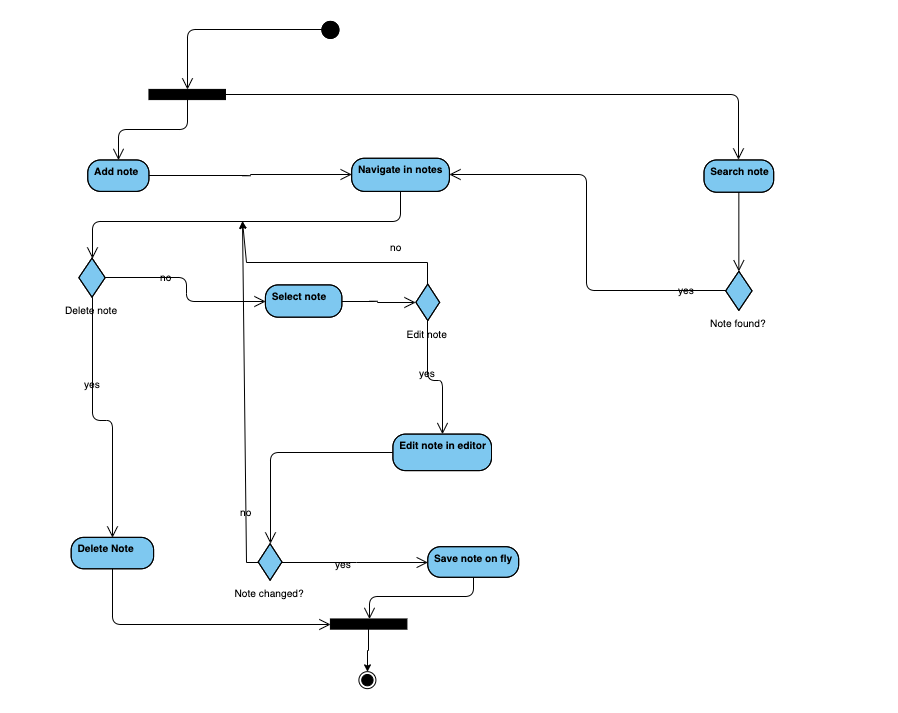 Add note
Navigate in notes
Search note
no
no
Select note
yes
Delete note
Note found?
Edit note
yes
yes
Edit note in editor
no
Delete Note
yes
Save note on fly
Note changed?